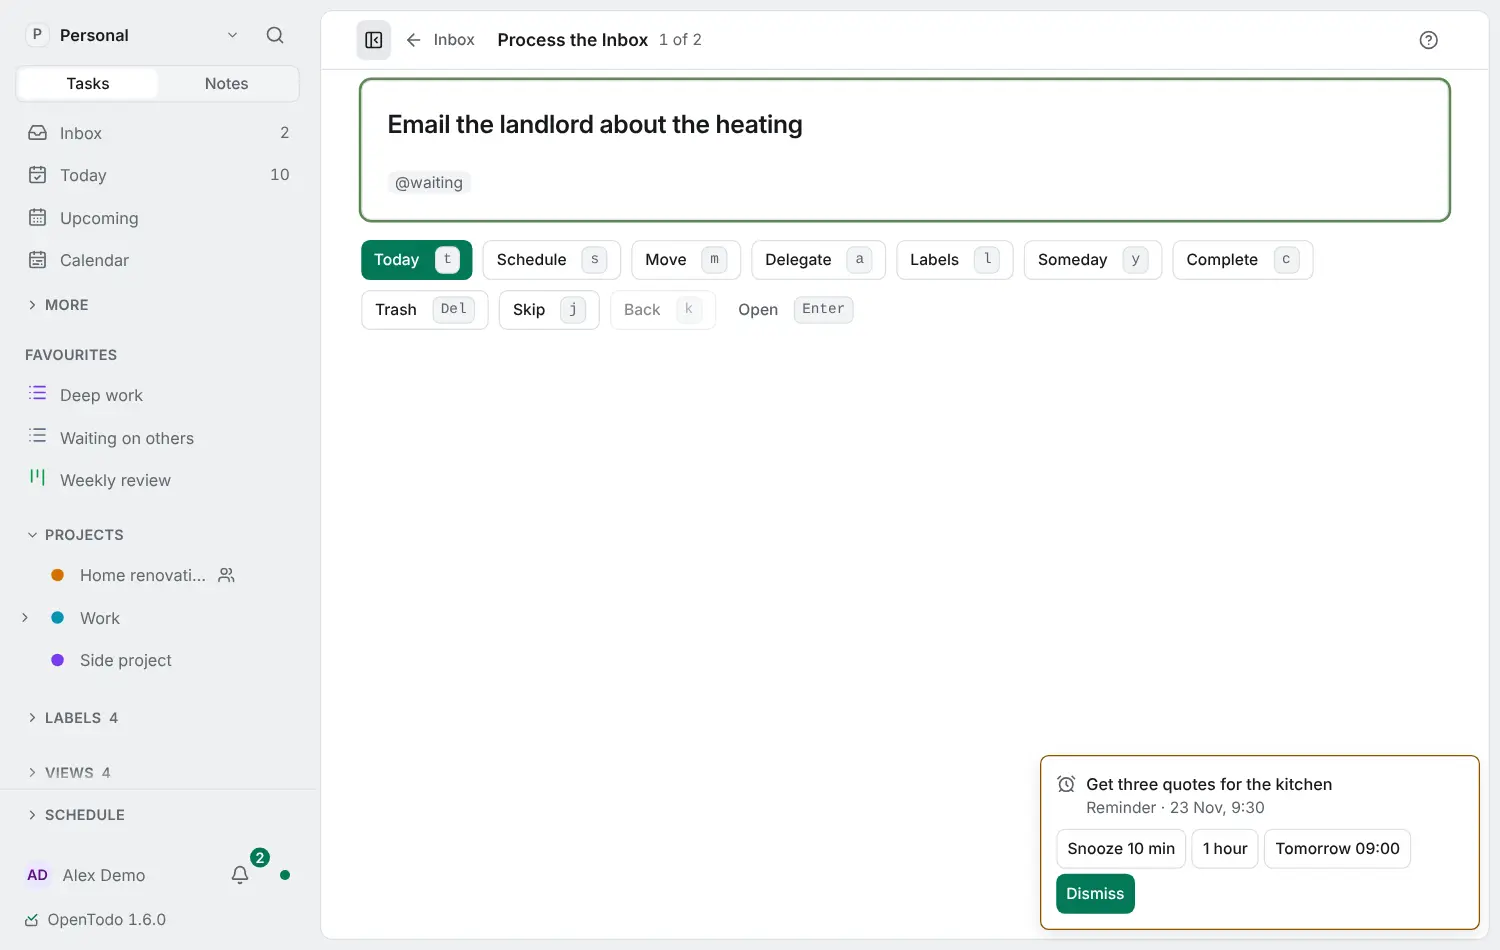 P Personal
Tasks Notes
Inbox 2
Today 10
Upcoming
Calendar
MORE
FAVOURITES
Deep work
Waiting on others
Weekly review
PROJECTS
Home renovati...
Work
Side project
LABELS 4
VIEWS 4
SCHEDULE
AD Alex Demo 2
OpenTodo 1.6.0
Inbox Process the Inbox 1 of 2
Email the landlord about the heating
@waiting
Today t Schedule s Move m Delegate a Labels l Someday y Complete c
Trash Del Skip j Back k Open Enter
Get three quotes for the kitchen
Reminder · 23 Nov, 9:30
Snooze 10 min 1 hour Tomorrow 09:00
Dismiss